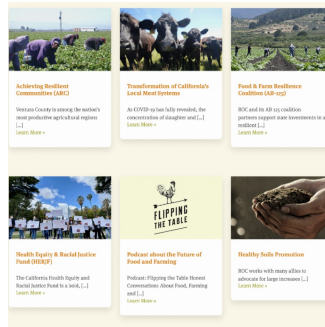 Achieving Resilient
Communities (ARC)
Ventura County is among the nation's
most productive agricultural regions
[...]
Learn More »
Transformation of California's
Local Meat Systems
As COVID-19 has fully revealed, the
concentration of slaughter and [...]
Learn More »
Food & Farm Resilience
Coalition (AB-125)
ROC and its AB 125 coalition
partners support state investments in a
resilient [...]
Learn More »
Health Equity & Racial Justice
Fund (HERJF)
The California Health Equity and
Racial Justice Fund is a land, [...]
Learn More »
FLIPPING
THE TABLE
Podcast about the Future of
Food and Farming
Podcast: Flipping the Table Honest
Conversations About Food, Farming
and [...]
Learn More »
Healthy Soils Promotion
ROC works with many allies to
advocate for large increases [...]
Learn More »